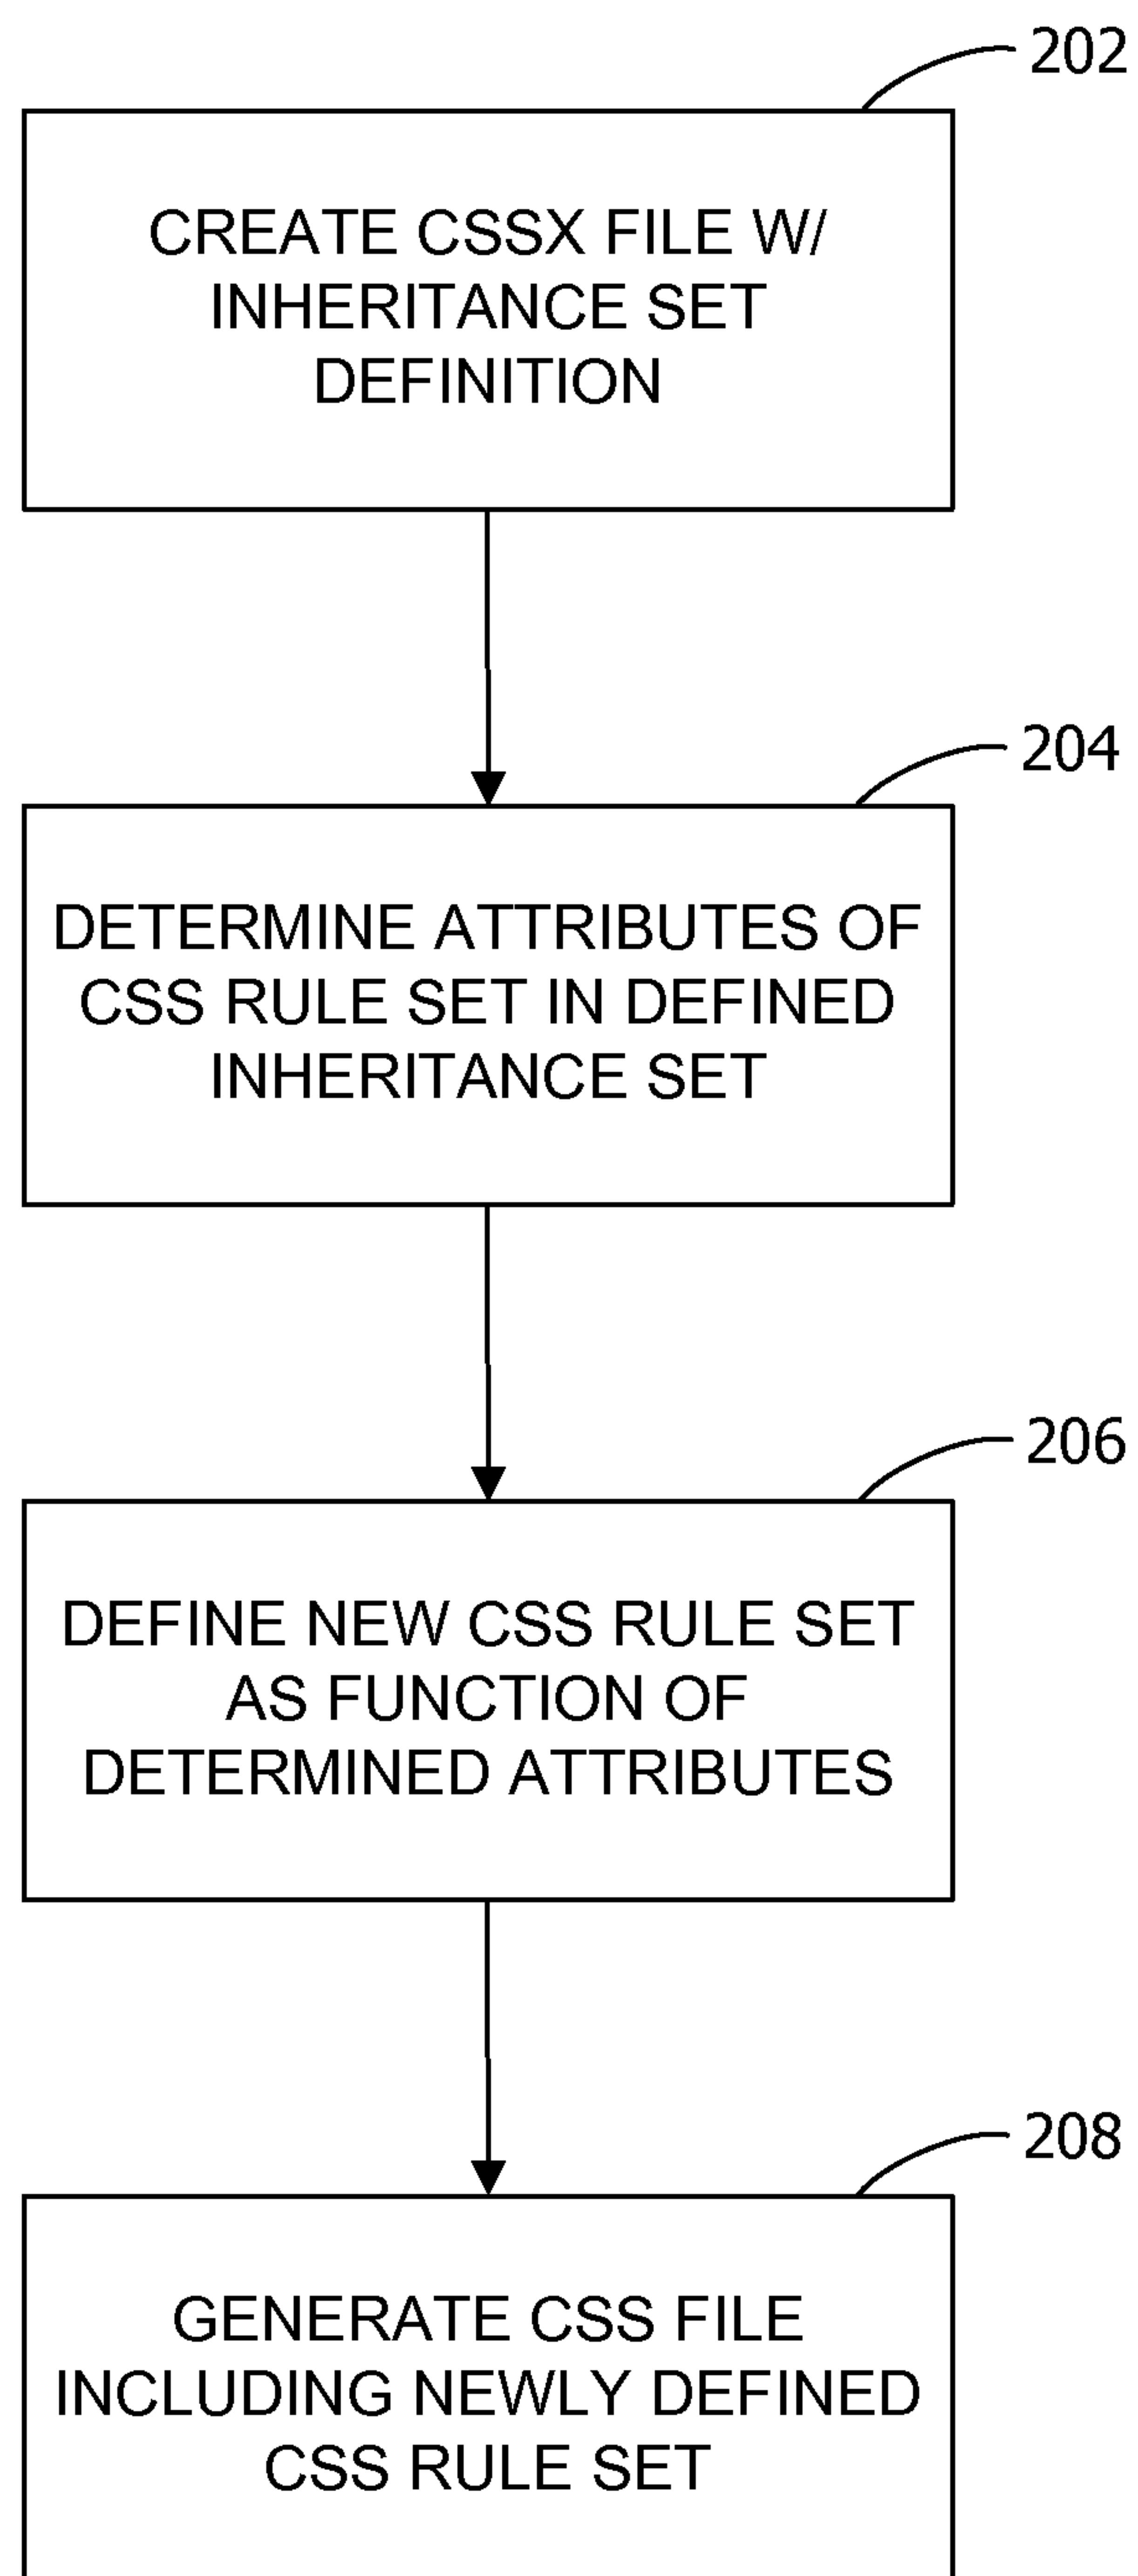 202
CREATE CSSX FILE W/
INHERITANCE SET
DEFINITION
204
DETERMINE ATTRIBUTES OF
CSS RULE SET IN DEFINED
INHERITANCE SET
206
DEFINE NEW CSS RULE SET
AS FUNCTION OF
DETERMINED ATTRIBUTES
208
GENERATE CSS FILE
INCLUDING NEWLY DEFINED
CSS RULE SET